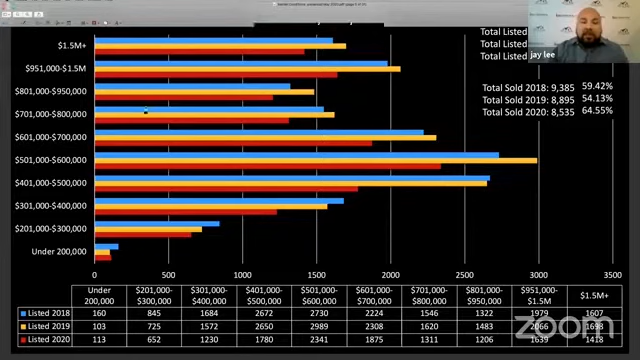 Total Listed
Total Listed
Total Listed
jay lee
Total Sold 2018: 9,385 59.42%
Total Sold 2019: 8,895 54.13%
Total Sold 2020: 8,535 64.55%
$1.5M+
$951,000-$1.5M
$801,000-$950,000
$701,000-$800,000
$601,000-$700,000
$501,000-$600,000
$401,000-$500,000
$301,000-$400,000
$201,000-$300,000
Under 200,000
0 500 1000 1500 2000 2500 3000 3500
Under 200,000 $201,000-$300,000 $301,000-$400,000 $401,000-$500,000 $501,000-$600,000 $601,000-$700,000 $701,000-$800,000 $801,000-$950,000 $951,000-$1.5M $1.5M+
Listed 2018 160 845 1684 2672 2730 2224 1546 1322 1979 1607
Listed 2019 103 725 1572 2650 2989 2308 1620 1483 2066 1698
Listed 2020 113 652 1230 1780 2341 1875 1311 1206 1639 1418
zoom